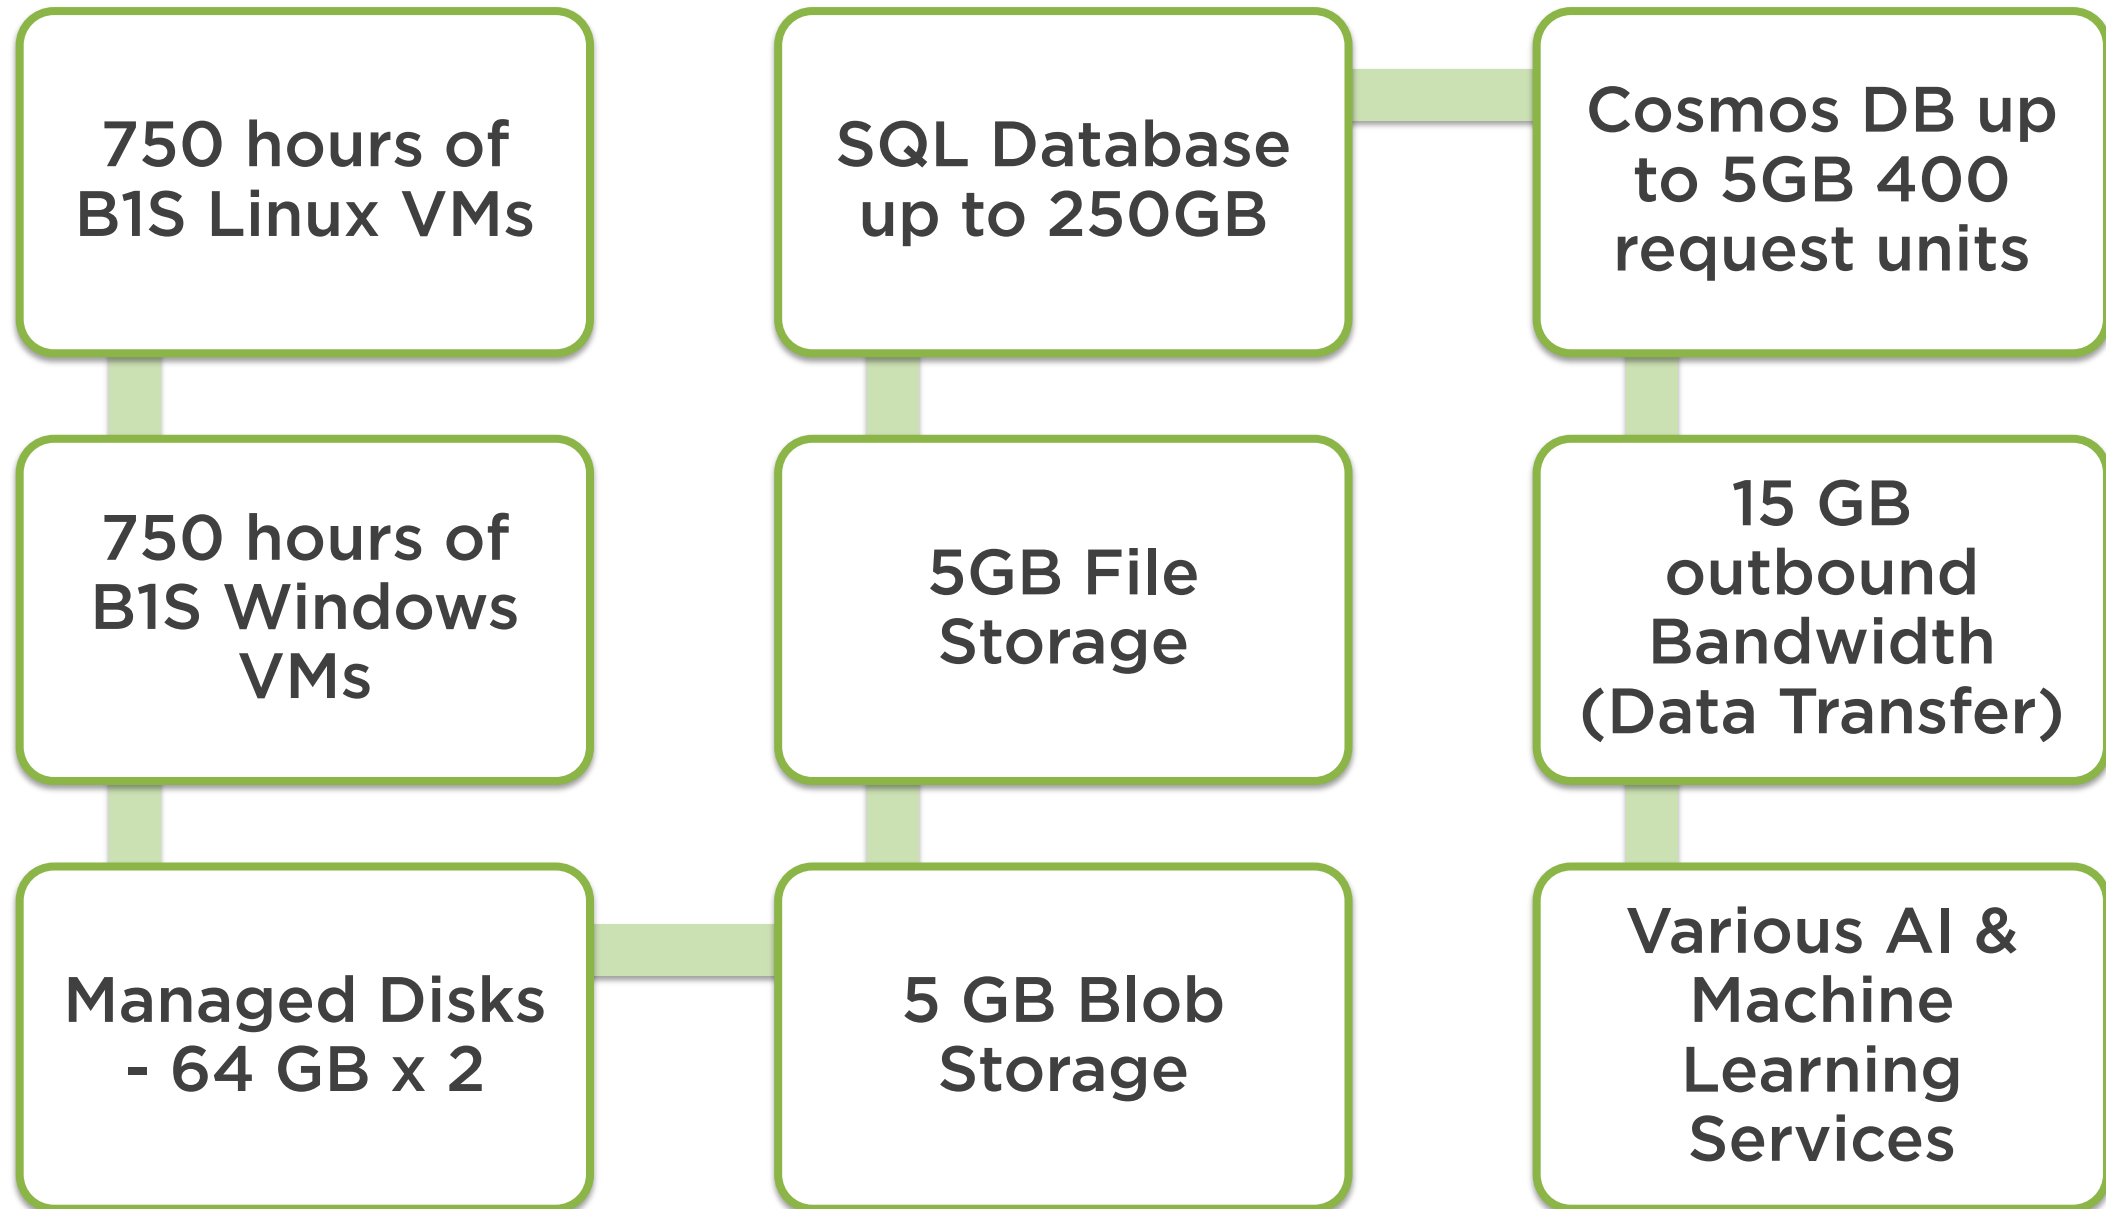 750 hours of
B1S Linux VMs
750 hours of
B1S Windows
VMs
Managed Disks
- 64 GB x 2
5 GB Blob
Storage
5GB File
Storage
SQL Database
up to 250GB
Cosmos DB up
to 5GB 400
request units
15 GB
outbound
Bandwidth
(Data Transfer)
Various AI &
Machine
Learning
Services